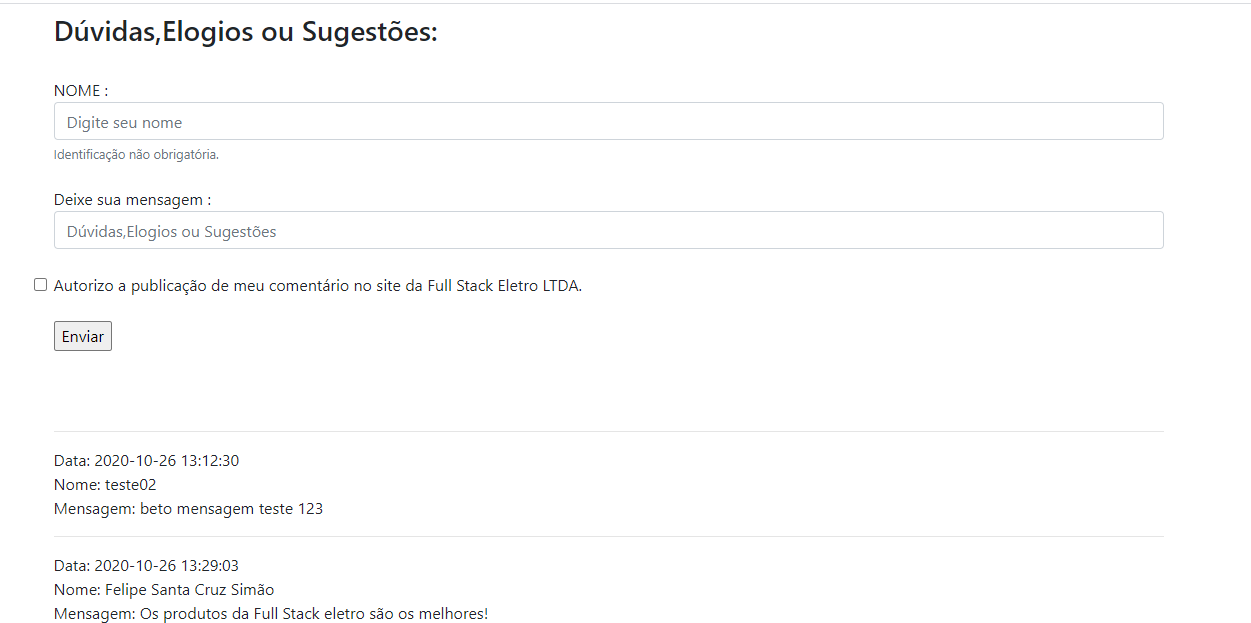 Dúvidas,Elogios ou Sugestões:
NOME :
Digite seu nome
Identificação não obrigatória.
Deixe sua mensagem :
Dúvidas,Elogios ou Sugestões
Autorizo a publicação de meu comentário no site da Full Stack Eletro LTDA.
Enviar
Data: 2020-10-26 13:12:30
Nome: teste02
Mensagem: beto mensagem teste 123
Data: 2020-10-26 13:29:03
Nome: Felipe Santa Cruz Simão
Mensagem: Os produtos da Full Stack eletro são os melhores!